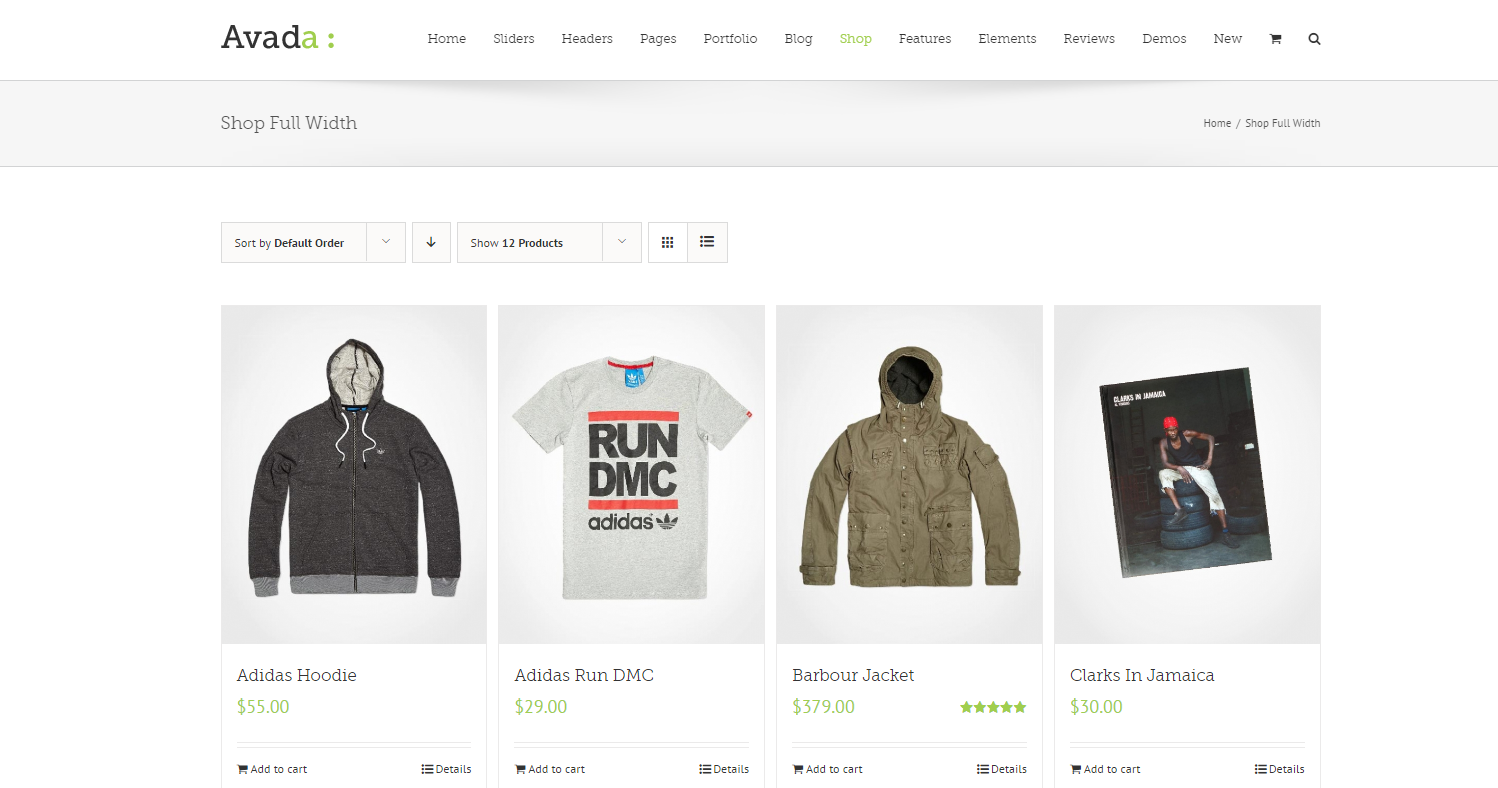 Avada :
Home Sliders Headers Pages Portfolio Blog Shop Features Elements Reviews Demos New
Shop Full Width
Home / Shop Full Width
Sort by Default Order
Show 12 Products
RUN
DMC
adidas
CLARKS IN JAMAICA
Adidas Hoodie
$55.00
Add to cart Details
Adidas Run DMC
$29.00
Add to cart Details
Barbour Jacket
$379.00
Add to cart Details
Clarks In Jamaica
$30.00
Add to cart Details